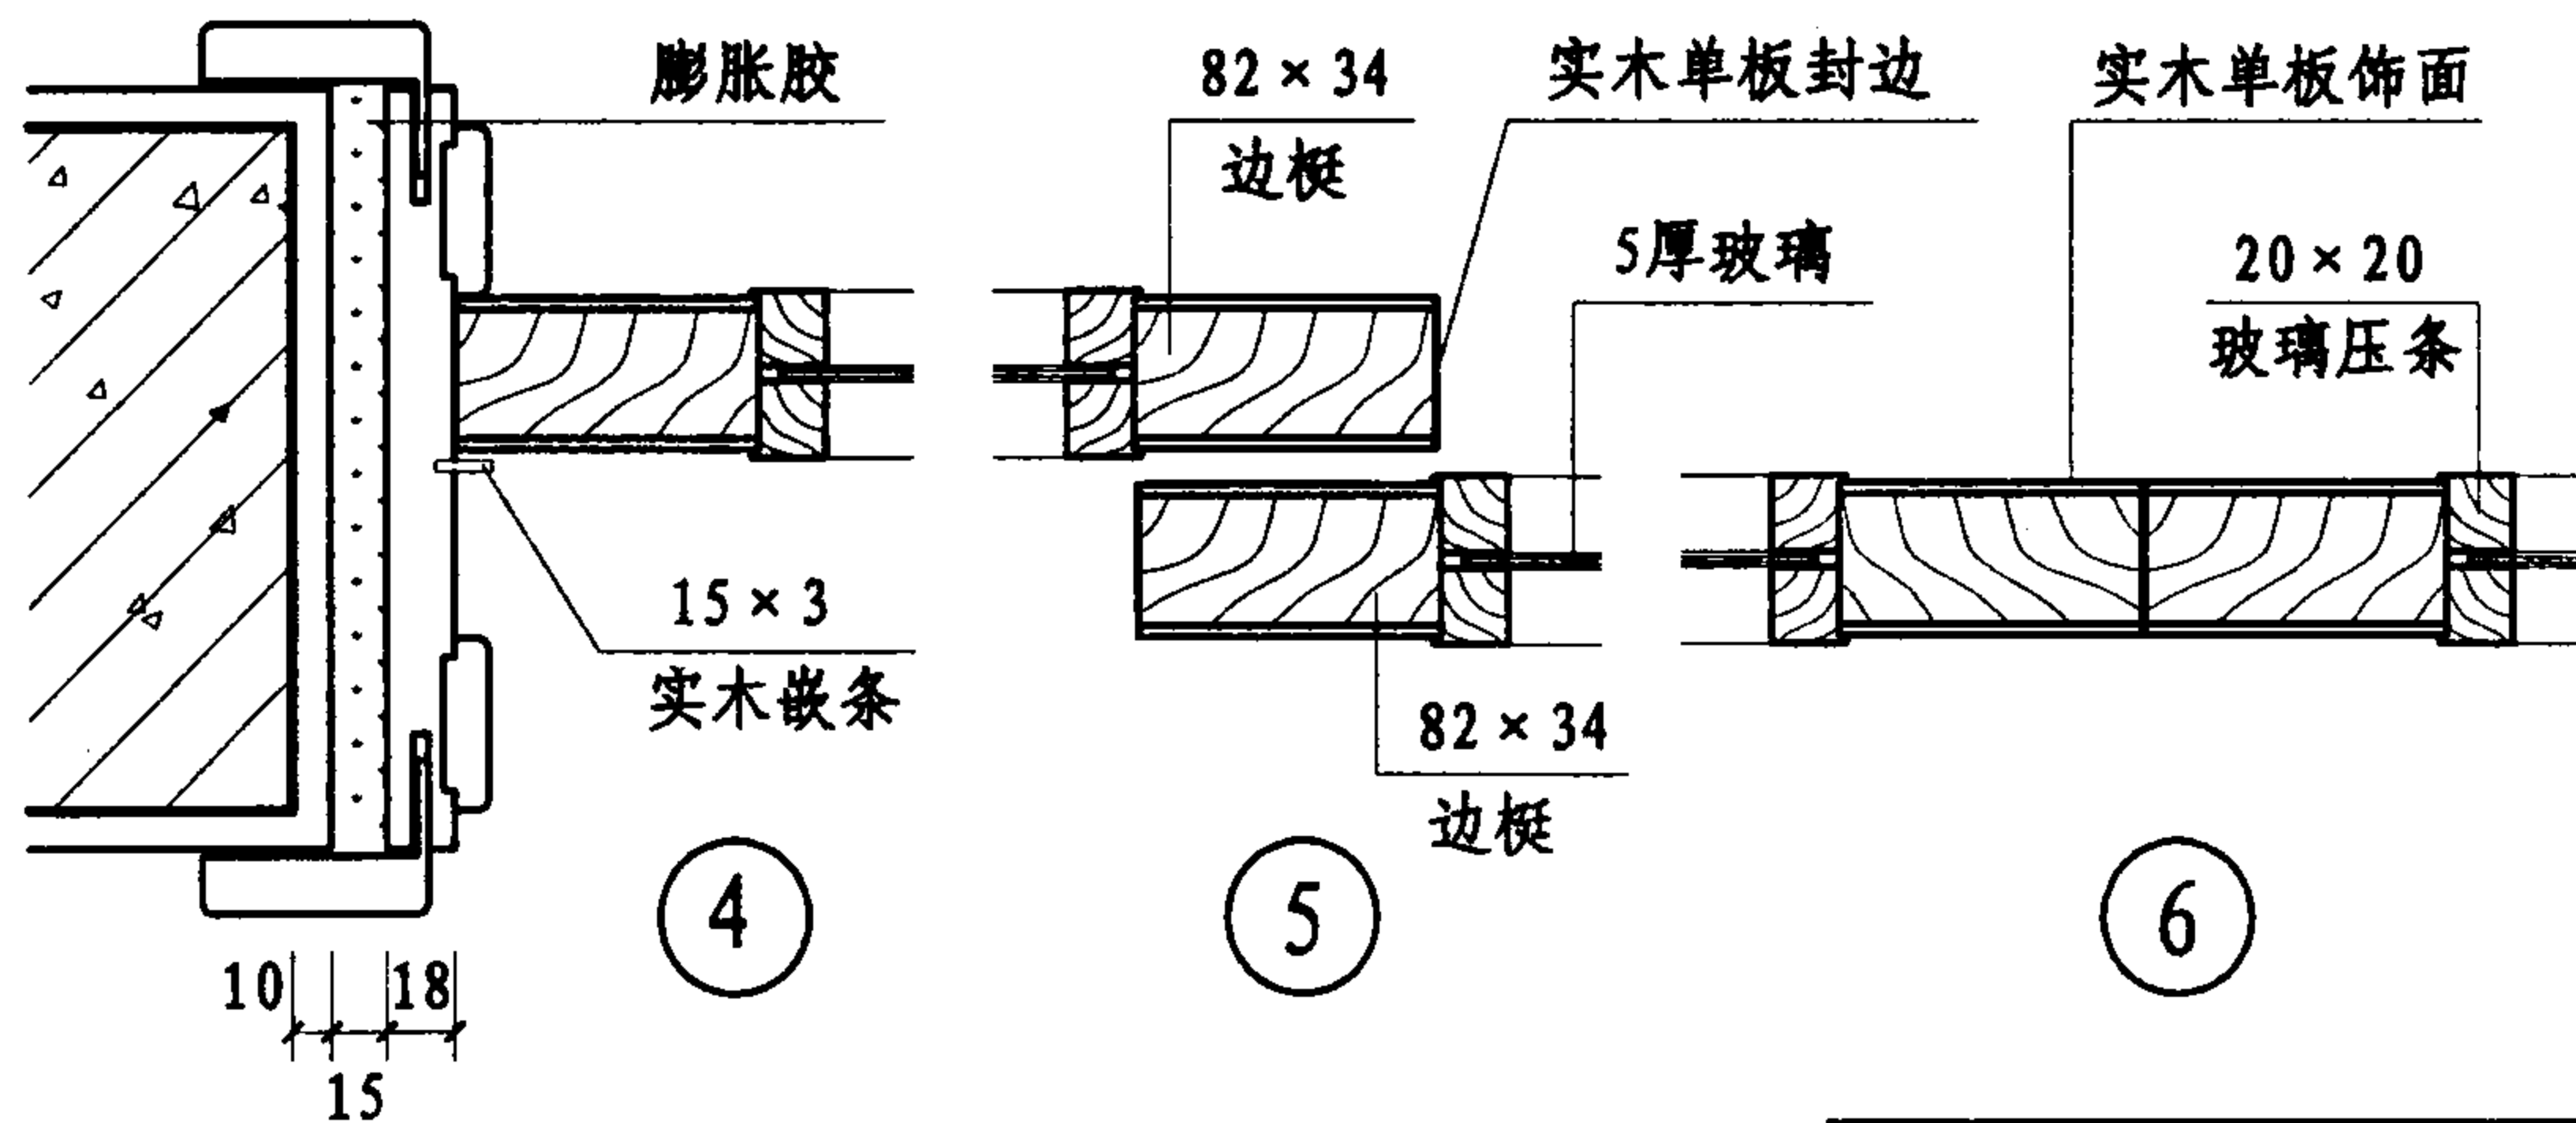 膨胀胶
82 × 34
边梃
实木单板封边
实木单板饰面
5厚玻璃
20 × 20
玻璃压条
15 × 3
实木嵌条
82 × 34
边梃
4
5
6
10
18
15